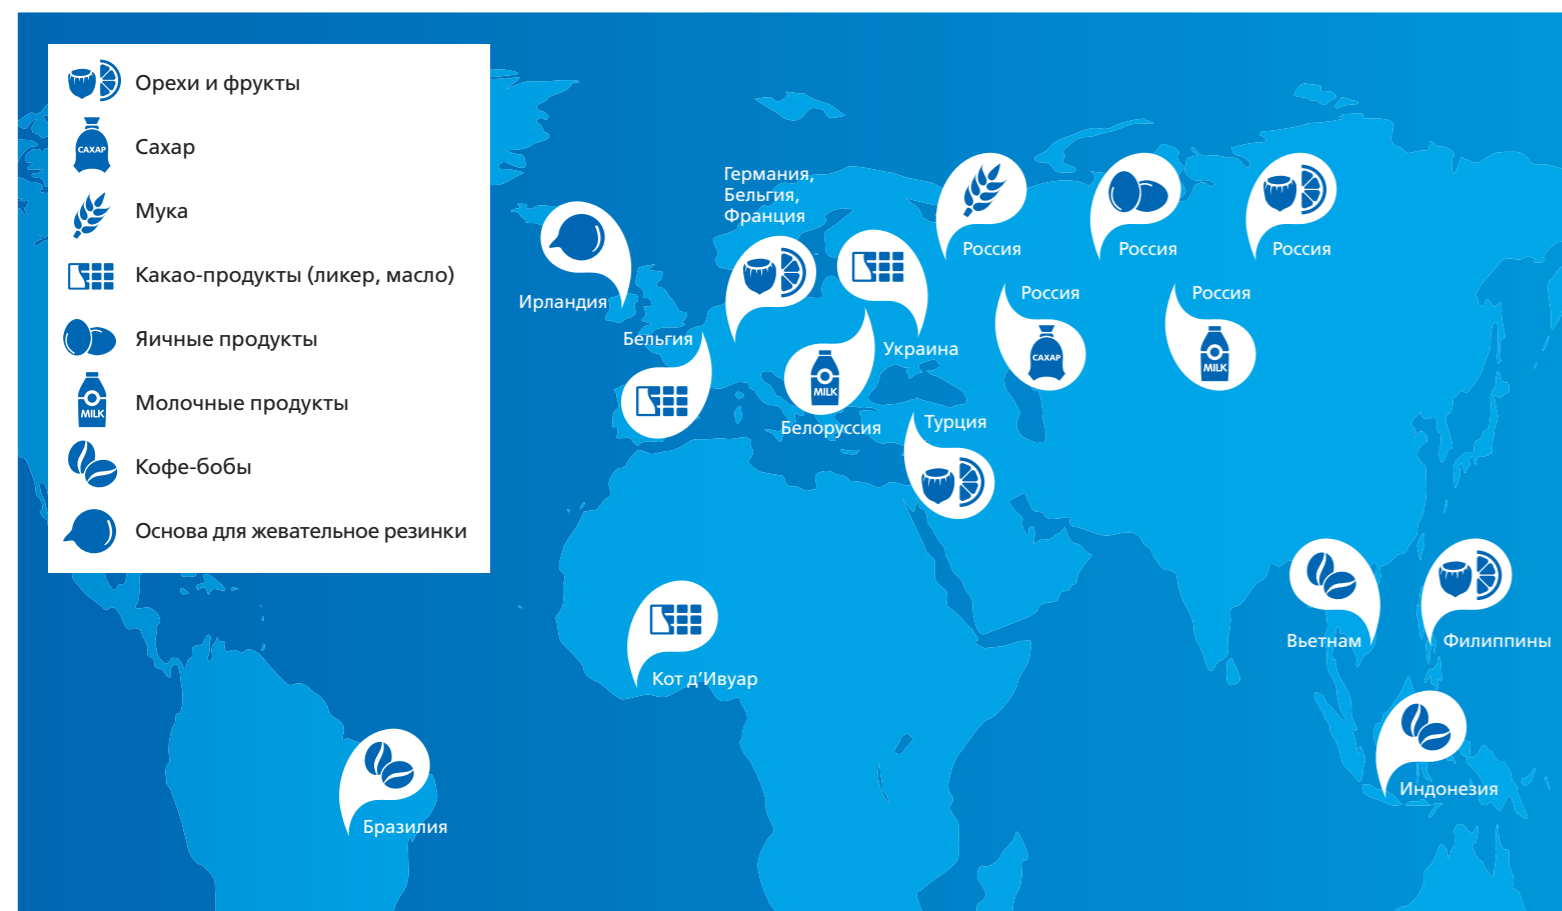 Орехи и фрукты
САХАР
Сахар
Мука
Какао-продукты (ликер, масло)
Яичные продукты
MILK
Молочные продукты
Кофе-бобы
Основа для жевательное резинки
Германия,
Бельгия,
Франция
Россия
Россия
Россия
Ирландия
Россия
Россия
Бельгия
Украина
САХАР
MILK
MILK
Белоруссия
Турция
Вьетнам
Филиппины
Кот д'Ивуар
Индонезия
Бразилия